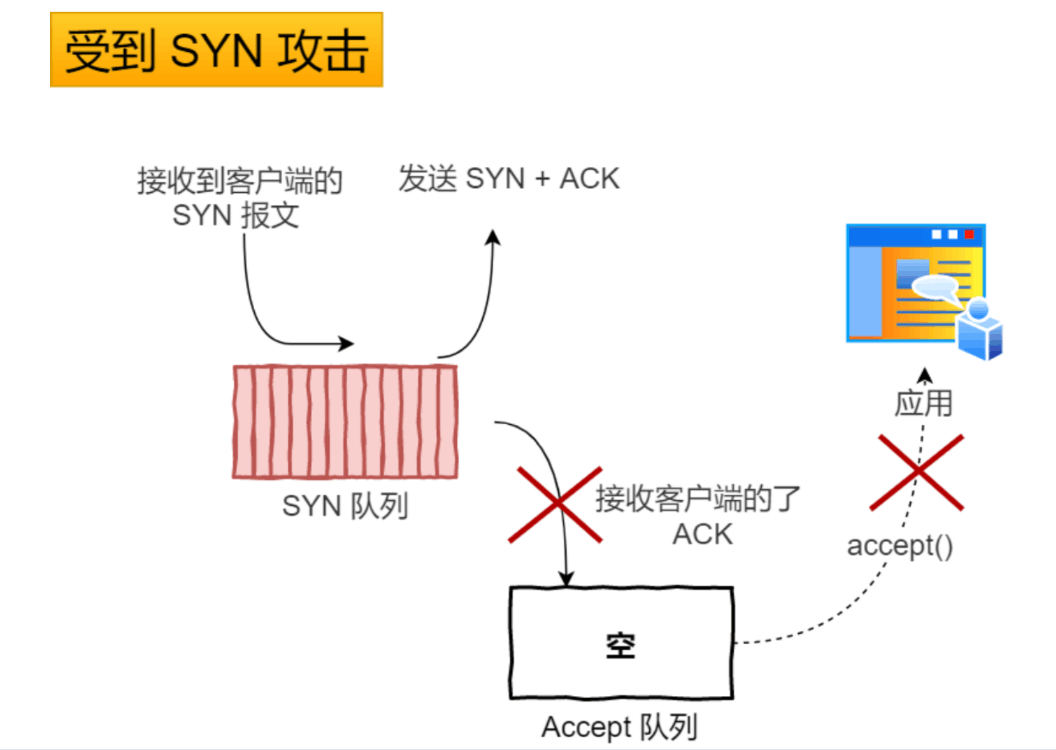 受到 SYN 攻击
接收到客户端的
SYN 报文
发送 SYN + ACK
应用
SYN 队列
接收客户端的了
ACK
accept()
空
Accept 队列